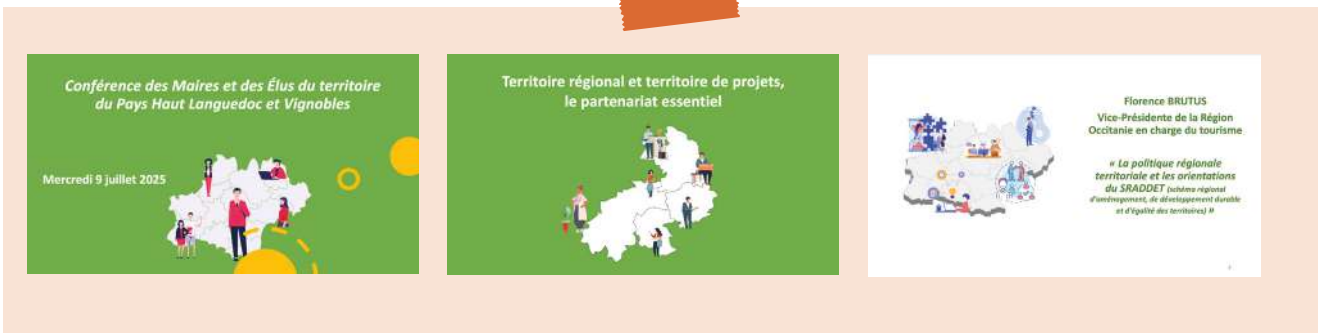 Conférence des Maires et des Élus du territoire
du Pays Haut Languedoc et Vignobles
Mercredi 9 juillet 2025
Territoire régional et territoire de projets,
le partenariat essentiel
Florence BRUTUS
Vice-Présidente de la Région
Occitanie en charge du tourisme
« La politique régionale
territoriale et les orientations
du SRADDET (schéma régional
d'aménagement, de développement durable
et d'égalité des territoires) »